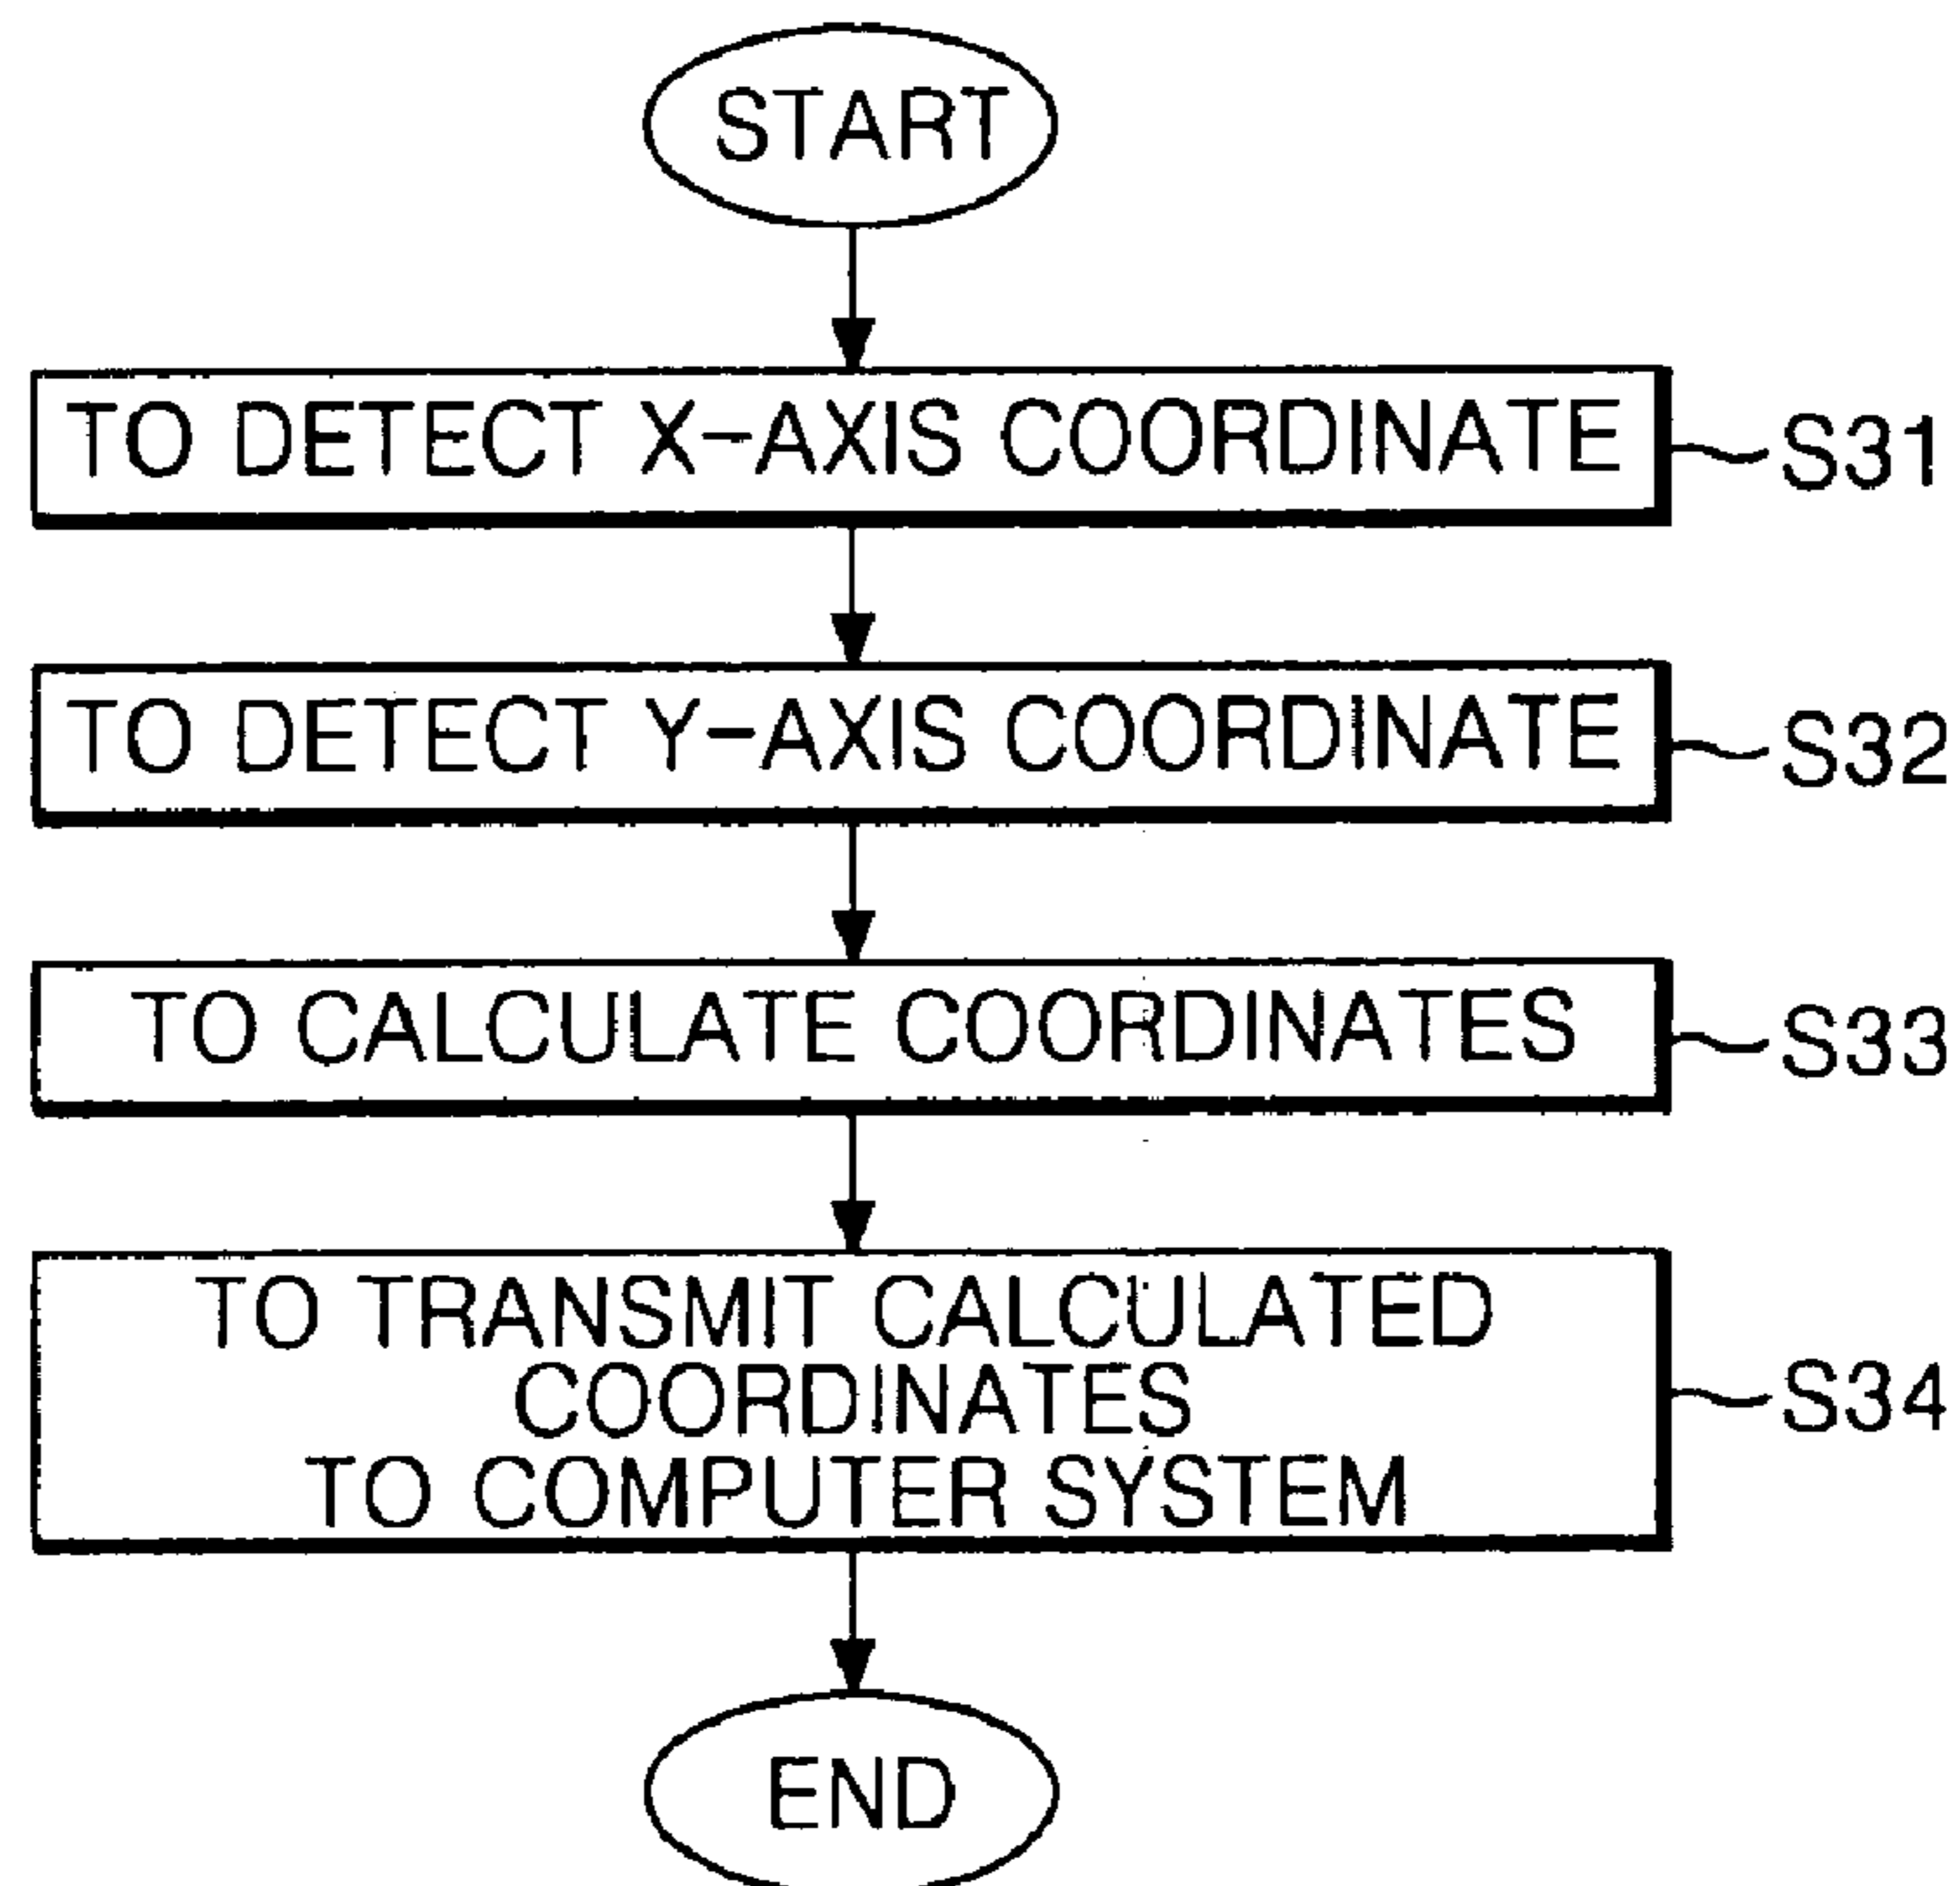 START
TO DETECT X-AXIS COORDINATE
S31
TO DETECT Y-AXIS COORDINATE
S32
TO CALCULATE COORDINATES
S33
TO TRANSMIT CALCULATED
COORDINATES
TO COMPUTER SYSTEM
S34
END